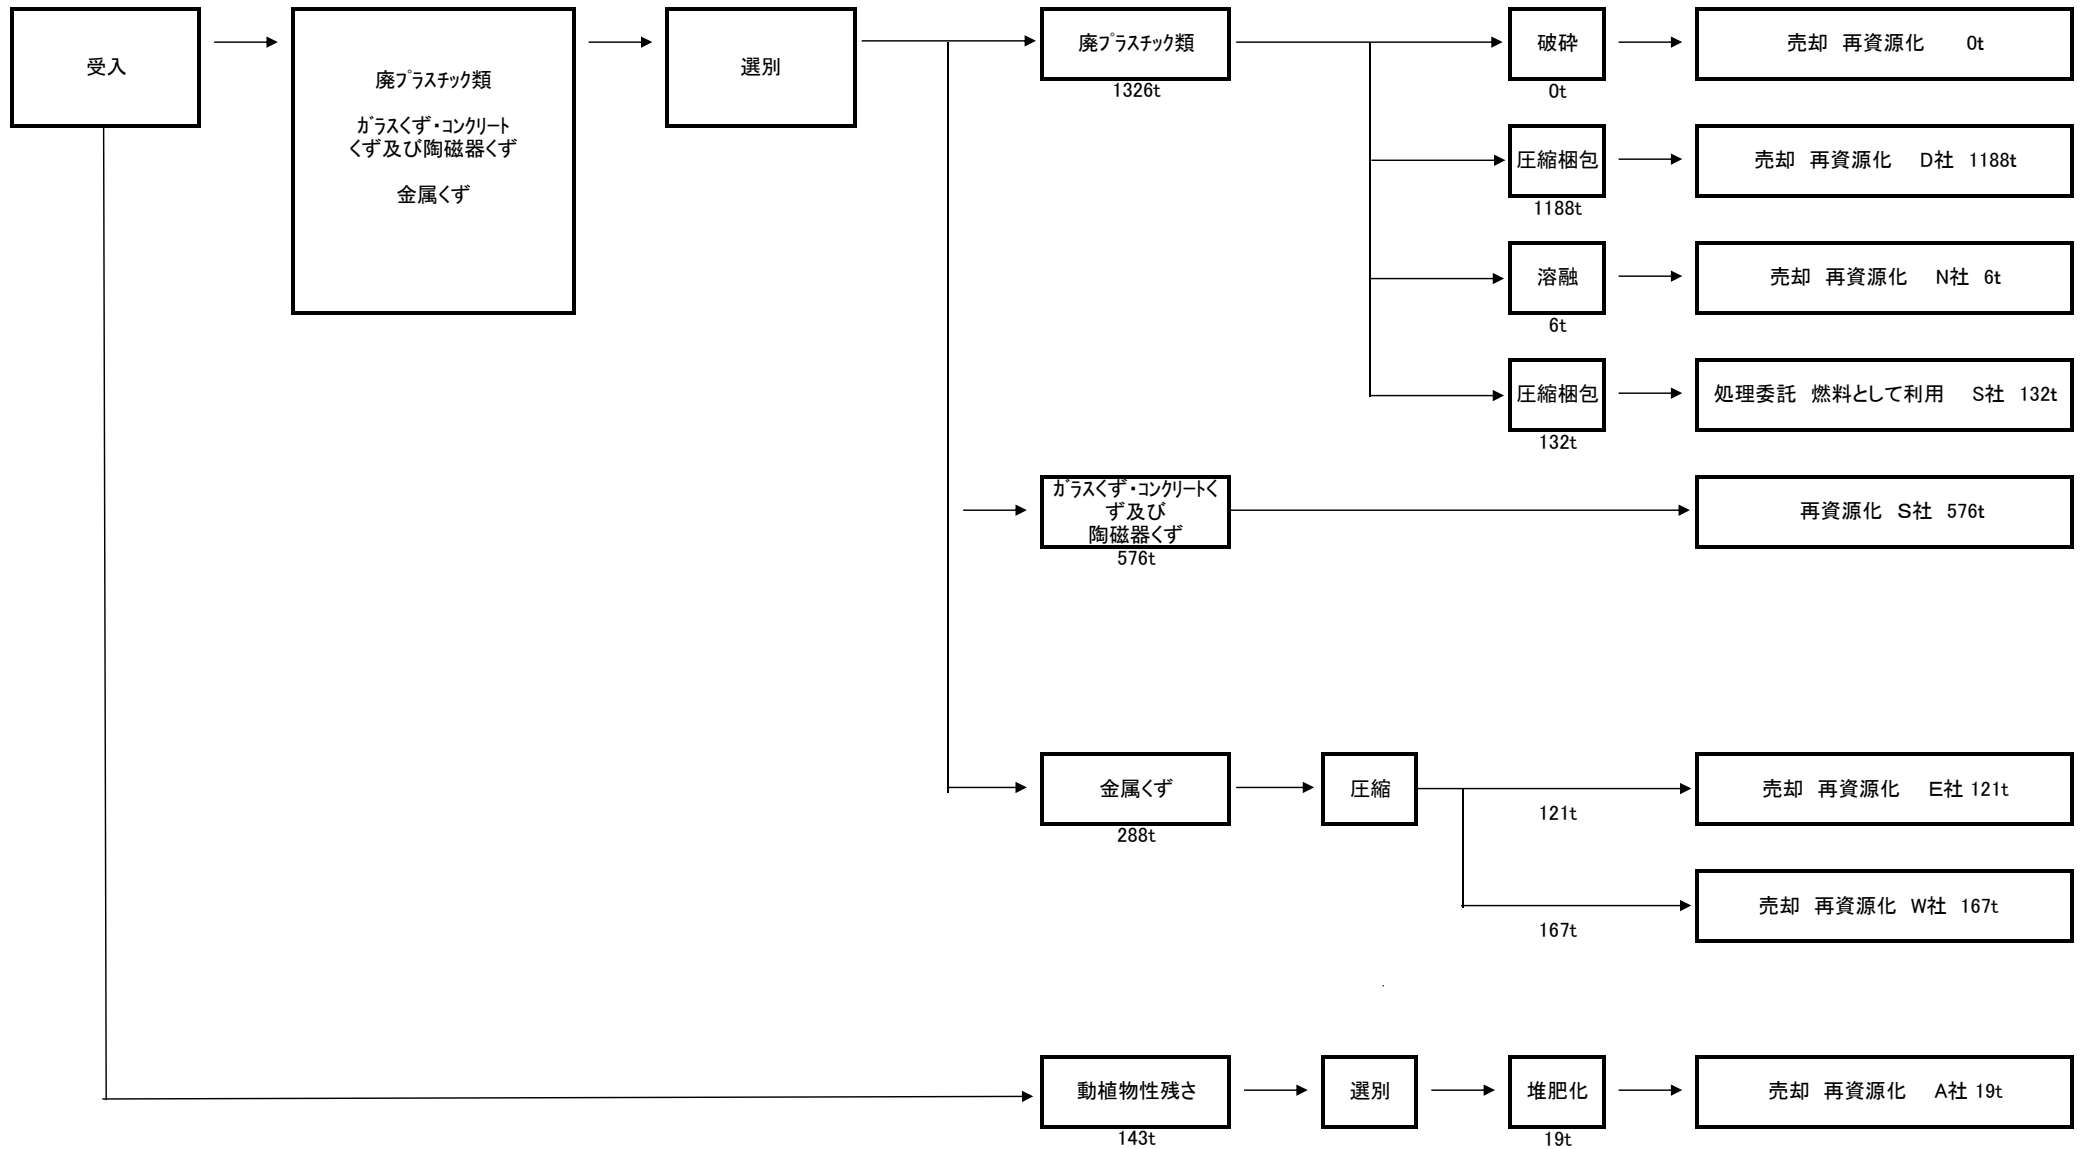 受入
廃プラスチック類
ガラスくず・コンクリート
くず及び陶磁器くず
金属くず
選別
廃プラスチック類
1326t
破砕
0t
売却 再資源化 0t
圧縮梱包
1188t
売却 再資源化 D社 1188t
溶融
6t
売却 再資源化 N社 6t
圧縮梱包
132t
処理委託 燃料として利用 S社 132t
ガラスくず・コンクリートく
ず及び
陶磁器くず
576t
再資源化 S社 576t
金属くず
288t
圧縮
121t
売却 再資源化 E社 121t
167t
売却 再資源化 W社 167t
動植物性残さ
143t
選別
堆肥化
19t
売却 再資源化 A社 19t